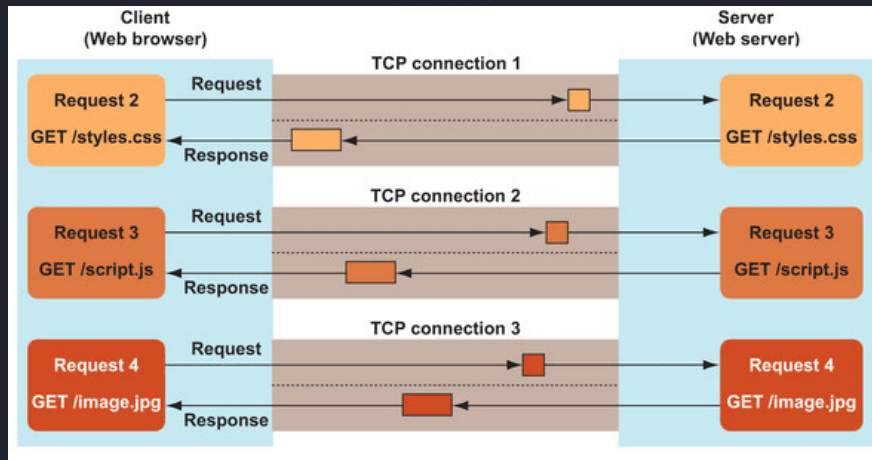 Client
(Web browser)
Server
(Web server)
TCP connection 1
Request 2
GET /styles.css
Request
Response
Request 2
GET /styles.css
TCP connection 2
Request 3
GET /script.js
Request
Response
Request 3
GET /script.js
TCP connection 3
Request 4
GET /image.jpg
Request
Response
Request 4
GET /image.jpg